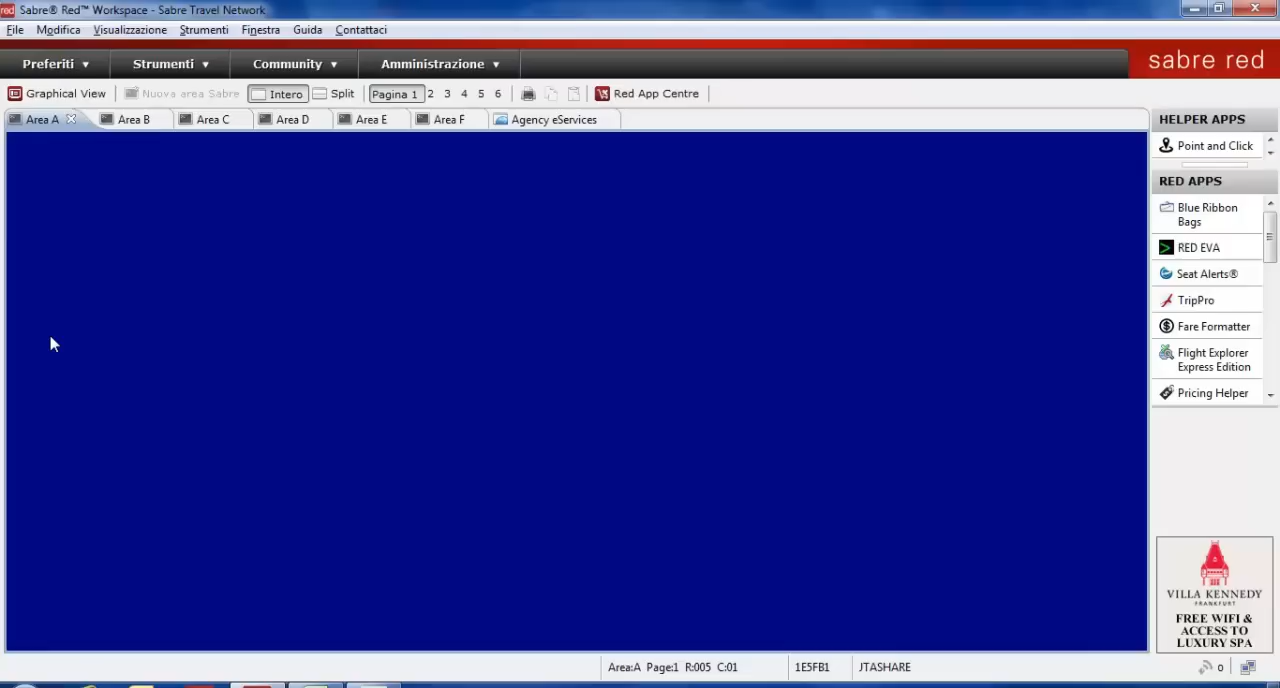 red Sabre® Red™ Workspace - Sabre Travel Network
File Modifica Visualizzazione Strumenti Finestra Guida Contattaci
Preferiti Strumenti Community Amministrazione sabre red
Graphical View Nuova area Sabre Intero Split Pagina 1 2 3 4 5 6 Red App Centre
Area A Area B Area C Area D Area E Area F Agency eServices
HELPER APPS
Point and Click
RED APPS
Blue Ribbon
Bags
RED EVA
Seat Alerts®
TripPro
Fare Formatter
Flight Explorer
Express Edition
Pricing Helper
VILLA KENNEDY
FRANKFURT
FREE WIFI &
ACCESS TO
LUXURY SPA
Area:A Page:1 R:005 C:01 1E5FB1 JTASHARE 0